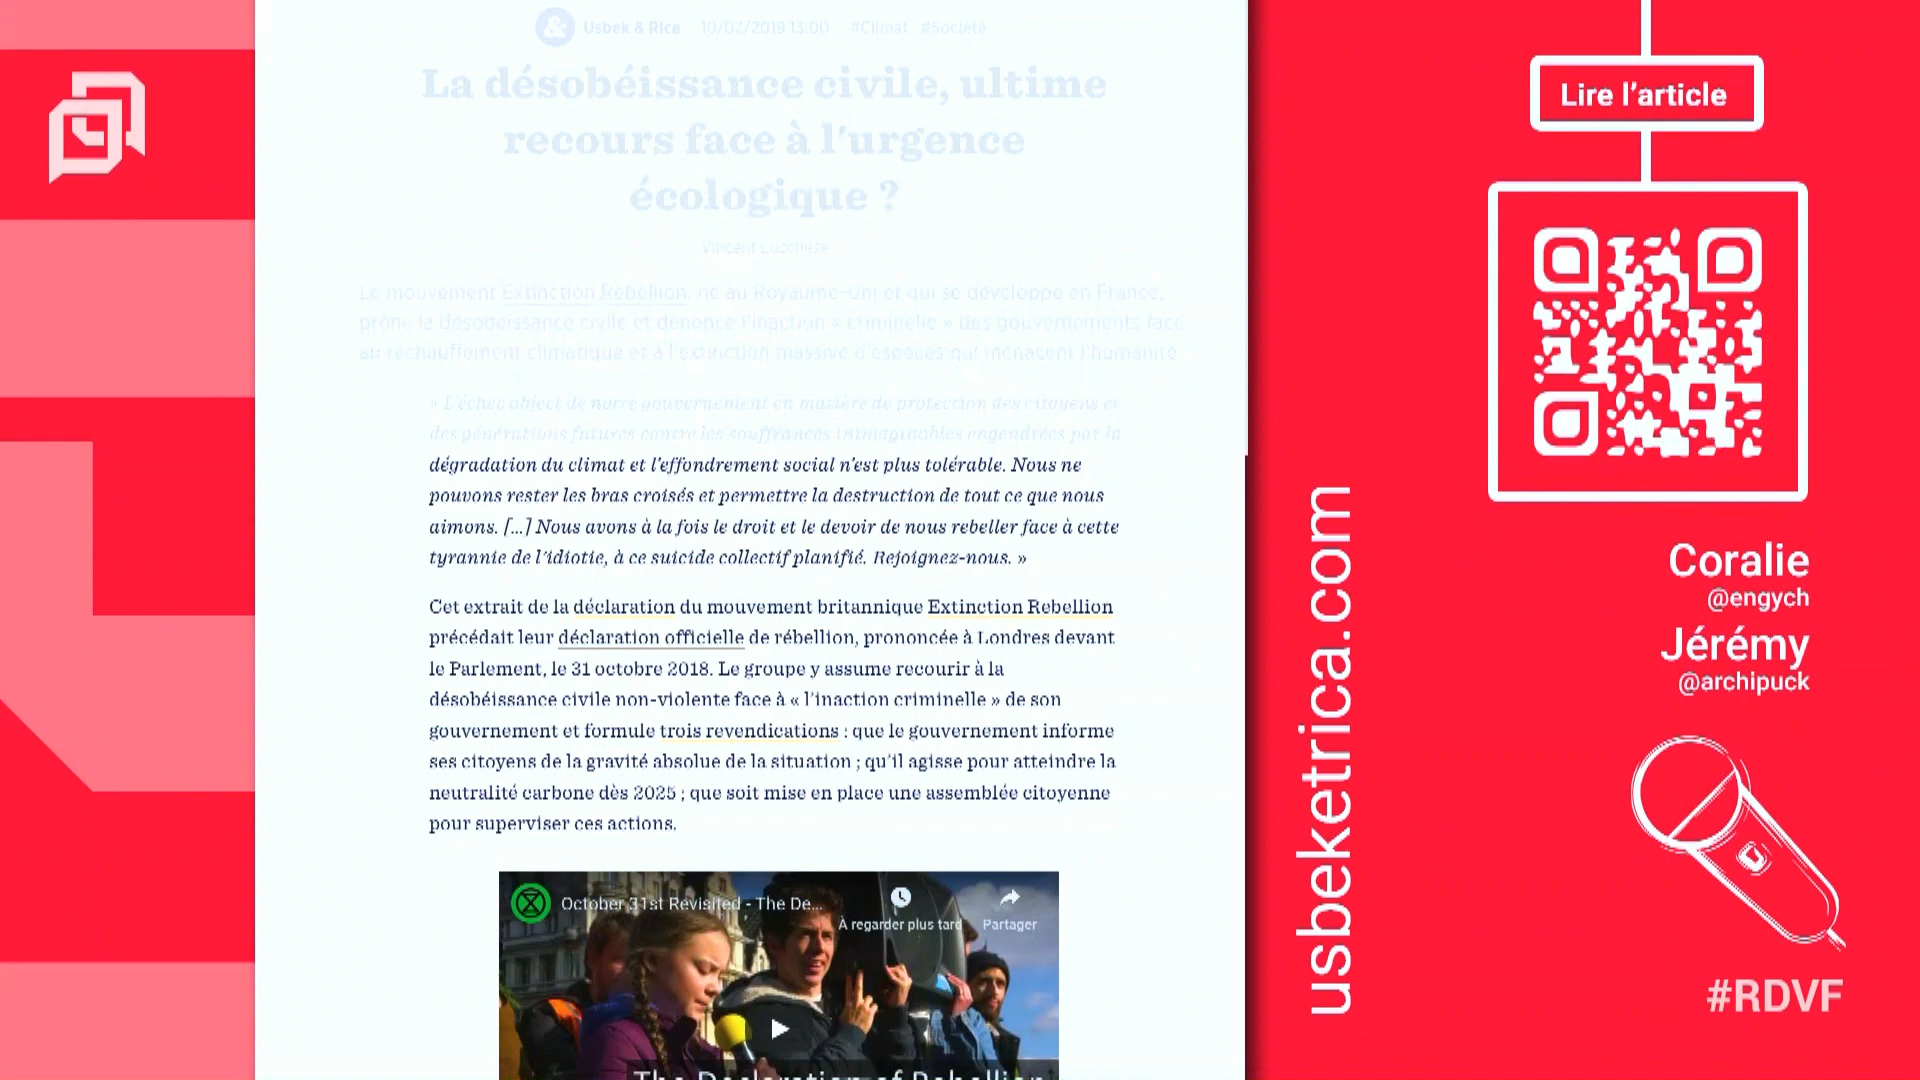 Usbek & Rica 10/02/2019 13:00 #Climat #Société
La désobéissance civile, ultime
recours face à l'urgence
écologique ?
Vincent Lucchese
Le mouvement Extinction Rebellion, né au Royaume-Uni et qui se développe en France,
prône la désobéissance civile et dénonce l'inaction « criminelle » des gouvernements face
au réchauffement climatique et à l'extinction massive d'espèces qui menacent l'humanité
« L'échec abject de notre gouvernement en matière de protection des citoyens et
des générations futures contre les souffrances inimaginables engendrées par la
dégradation du climat et l'effondrement social n'est plus tolérable. Nous ne
pouvons rester les bras croisés et permettre la destruction de tout ce que nous
aimons. [...] Nous avons à la fois le droit et le devoir de nous rebeller face à cette
tyrannie de l'idiotie, à ce suicide collectif planifié. Rejoignez-nous. »
Cet extrait de la déclaration du mouvement britannique Extinction Rebellion
précédait leur déclaration officielle de rébellion, prononcée à Londres devant
le Parlement, le 31 octobre 2018. Le groupe y assume recourir à la
désobéissance civile non-violente face à « l'inaction criminelle » de son
gouvernement et formule trois revendications : que le gouvernement informe
ses citoyens de la gravité absolue de la situation ; qu'il agisse pour atteindre la
neutralité carbone dès 2025 ; que soit mise en place une assemblée citoyenne
pour superviser ces actions.
October 31st Revisited - The De...
À regarder plus tard
Partager
The Declaration of Rebellion
usbeketrica.com
Lire l'article
Coralie
@engych
Jérémy
@archipuck
#RDVF